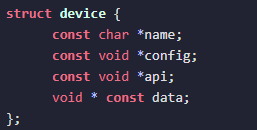 struct device {
      const char *name;
      const void *config;
      const void *api;
      void * const data;
};